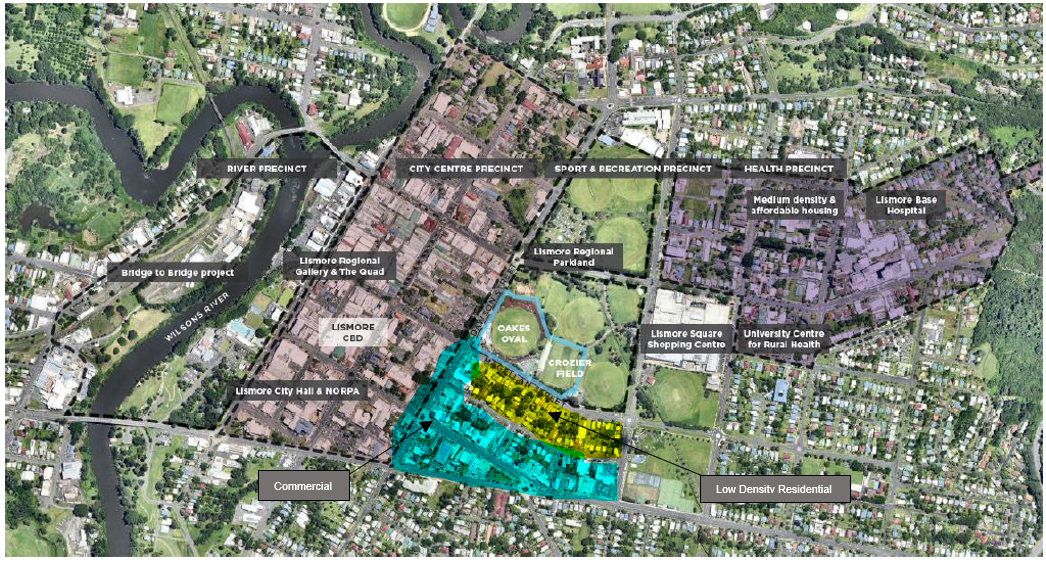 RIVER PRECINCT
CITY CENTRE PRECINCT
SPORT & RECREATION PRECINCT
HEALTH PRECINCT
Medium density &
affordable housing
Lismore Base
Hospital
Lismore Regional
Parkland
Lismore Regional
Gallery & The Quad
Bridge to Bridge project
WILSONS RIVER
LISMORE
CBD
OAKES
OVAL
CROZIER
FIELD
Lismore Square
Shopping Centre
University Centre
for Rural Health
Lismore City Hall & NORPA
Commercial
Low Density Residential